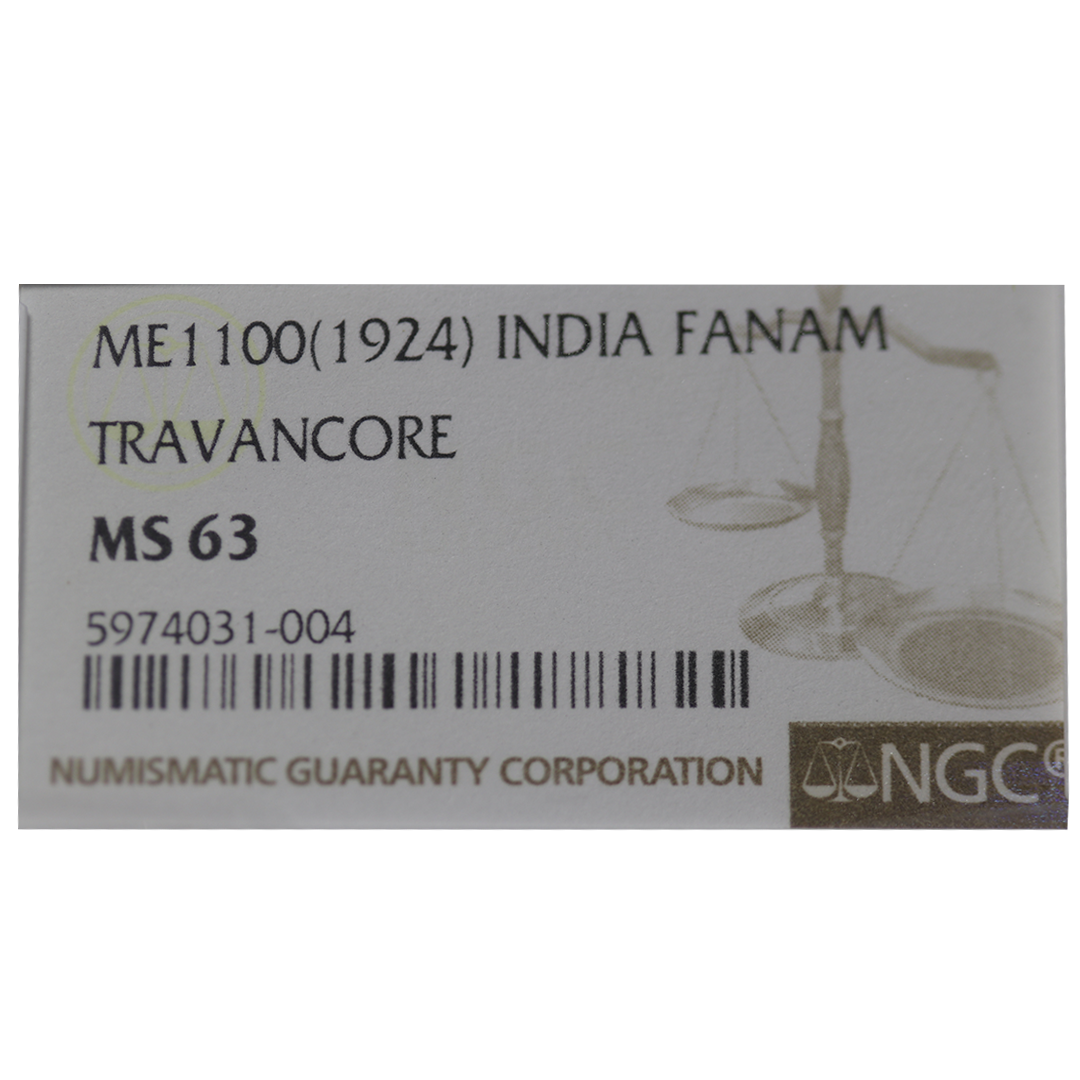 ME1100(1924) INDIA FANAM
TRAVANCORE
MS 63
5974031-004
NUMISMATIC GUARANTY CORPORATION
NGC®